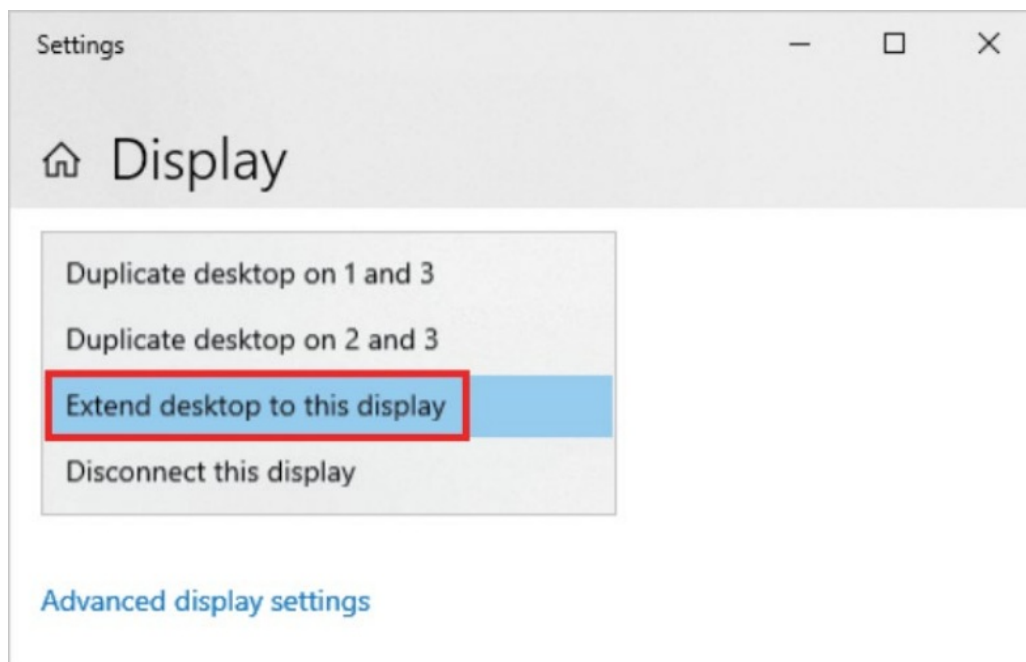 Settings
Display
Duplicate desktop on 1 and 3
Duplicate desktop on 2 and 3
Extend desktop to this display
Disconnect this display
Advanced display settings